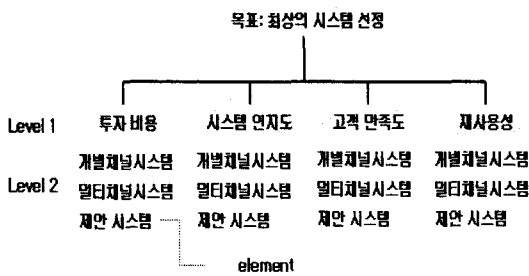 목표: 최상의 시스템 선정
Level 1 투자 비용 시스템 인지도 고객 만족도 재사용성
개별채널시스템 개별채널시스템 개별채널시스템 개별채널시스템
Level 2 멀티채널시스템 멀티채널시스템 멀티채널시스템 멀티채널시스템
제안 시스템 제안 시스템 제안 시스템 제안 시스템
element